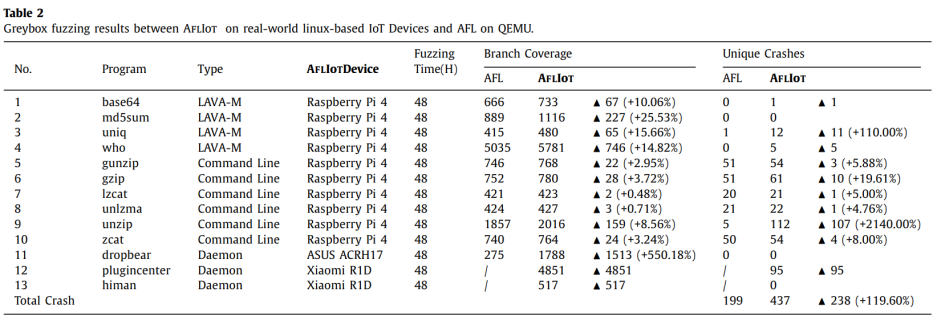 Table 2
Greybox fuzzing results between AFLIOT on real-world linux-based IoT Devices and AFL on QEMU.
No. Program Type AFLIOTDevice Fuzzing Time(H) Branch Coverage Unique Crashes
AFL AFLIOT AFL AFLIOT
1 base64 LAVA-M Raspberry Pi 4 48 666 733 ▲ 67 (+10.06%) 0 1 ▲ 1
2 md5sum LAVA-M Raspberry Pi 4 48 889 1116 ▲ 227 (+25.53%) 0 0
3 uniq LAVA-M Raspberry Pi 4 48 415 480 ▲ 65 (+15.66%) 1 12 ▲ 11 (+110.00%)
4 who LAVA-M Raspberry Pi 4 48 5035 5781 ▲ 746 (+14.82%) 0 5 ▲ 5
5 gunzip Command Line Raspberry Pi 4 48 746 768 ▲ 22 (+2.95%) 51 54 ▲ 3 (+5.88%)
6 gzip Command Line Raspberry Pi 4 48 752 780 ▲ 28 (+3.72%) 51 61 ▲ 10 (+19.61%)
7 lzcat Command Line Raspberry Pi 4 48 421 423 ▲ 2 (+0.48%) 20 21 ▲ 1 (+5.00%)
8 unlzma Command Line Raspberry Pi 4 48 424 427 ▲ 3 (+0.71%) 21 22 ▲ 1 (+4.76%)
9 unzip Command Line Raspberry Pi 4 48 1857 2016 ▲ 159 (+8.56%) 5 112 ▲ 107 (+2140.00%)
10 zcat Command Line Raspberry Pi 4 48 740 764 ▲ 24 (+3.24%) 50 54 ▲ 4 (+8.00%)
11 dropbear Daemon ASUS ACRH17 48 275 1788 ▲ 1513 (+550.18%) 0 0
12 plugincenter Daemon Xiaomi R1D 48 / 4851 ▲ 4851 / 95 ▲ 95
13 himan Daemon Xiaomi R1D 48 / 517 ▲ 517 / 0
Total Crash 199 437 ▲ 238 (+119.60%)